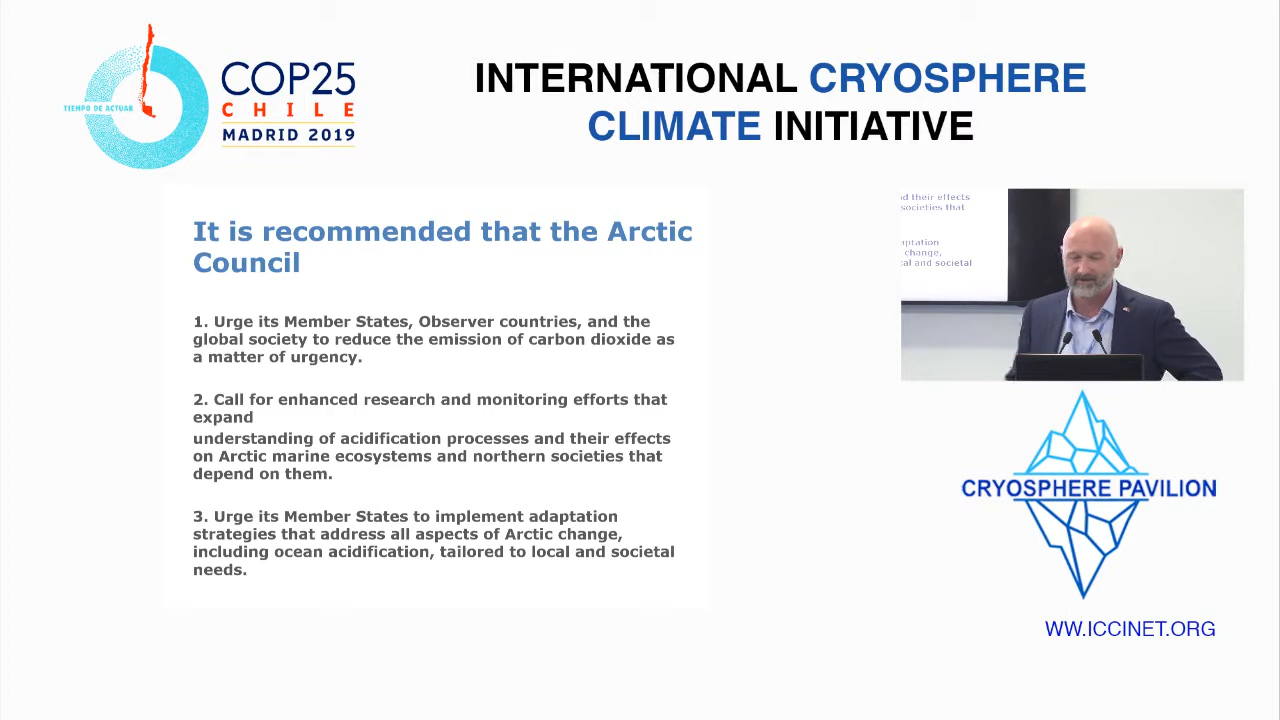 TIEMPO DE ACTUAR
COP25
CHILE
MADRID 2019
INTERNATIONAL CRYOSPHERE
CLIMATE INITIATIVE
It is recommended that the Arctic
Council
1. Urge its Member States, Observer countries, and the
global society to reduce the emission of carbon dioxide as
a matter of urgency.
2. Call for enhanced research and monitoring efforts that
expand
understanding of acidification processes and their effects
on Arctic marine ecosystems and northern societies that
depend on them.
3. Urge its Member States to implement adaptation
strategies that address all aspects of Arctic change,
including ocean acidification, tailored to local and societal
needs.
d their effects
societies that
aptation
change,
cal and societal
CRYOSPHERE PAVILION
WW.ICCINET.ORG